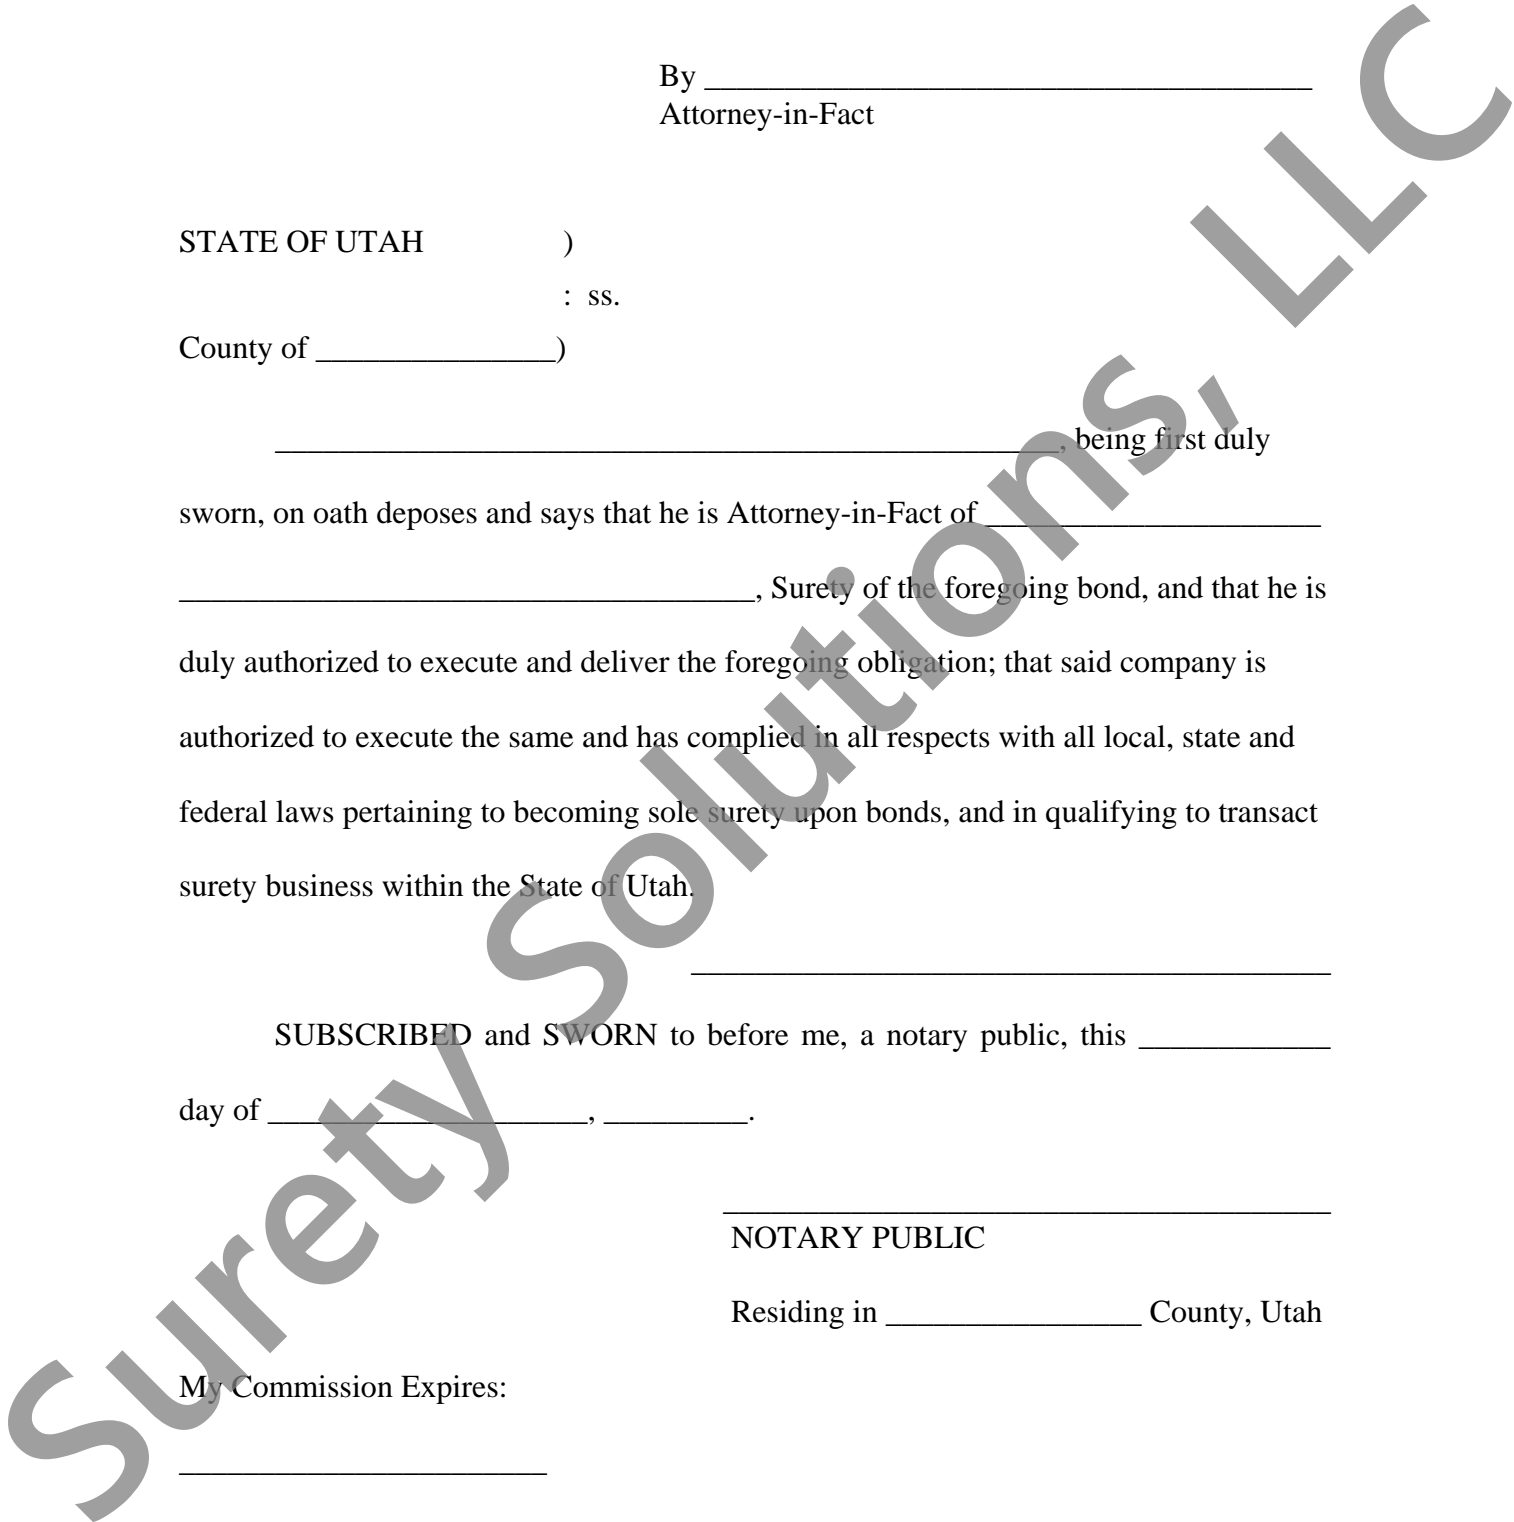 By ______________________________________
Attorney-in-Fact
STATE OF UTAH )
: ss.
County of _______________)
_________________________________________________, being first duly
sworn, on oath deposes and says that he is Attorney-in-Fact of _____________________
____________________________________, Surety of the foregoing bond, and that he is
duly authorized to execute and deliver the foregoing obligation; that said company is
authorized to execute the same and has complied in all respects with all local, state and
federal laws pertaining to becoming sole surety upon bonds, and in qualifying to transact
surety business within the State of Utah.
________________________________________
SUBSCRIBED and SWORN to before me, a notary public, this ____________
day of ____________________, _________.
______________________________________
NOTARY PUBLIC
Residing in ________________ County, Utah
My Commission Expires:
_______________________
Surety Solutions, LLC